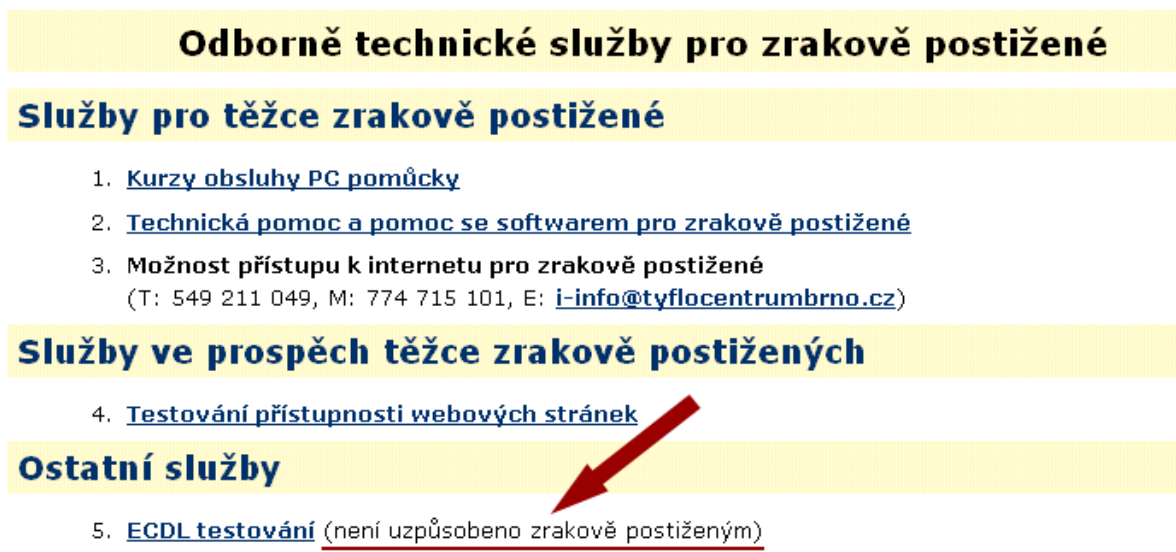 Odborně technické služby pro zrakově postižené
Služby pro těžce zrakově postižené
1. Kurzy obsluhy PC pomůcky
2. Technická pomoc a pomoc se softwarem pro zrakově postižené
3. Možnost přístupu k internetu pro zrakově postižené
(T: 549 211 049, M: 774 715 101, E: i-info@tyflocentrumbrno.cz)
Služby ve prospěch těžce zrakově postižených
4. Testování přístupnosti webových stránek
Ostatní služby
5. ECDL testování (není uzpůsobeno zrakově postiženým)